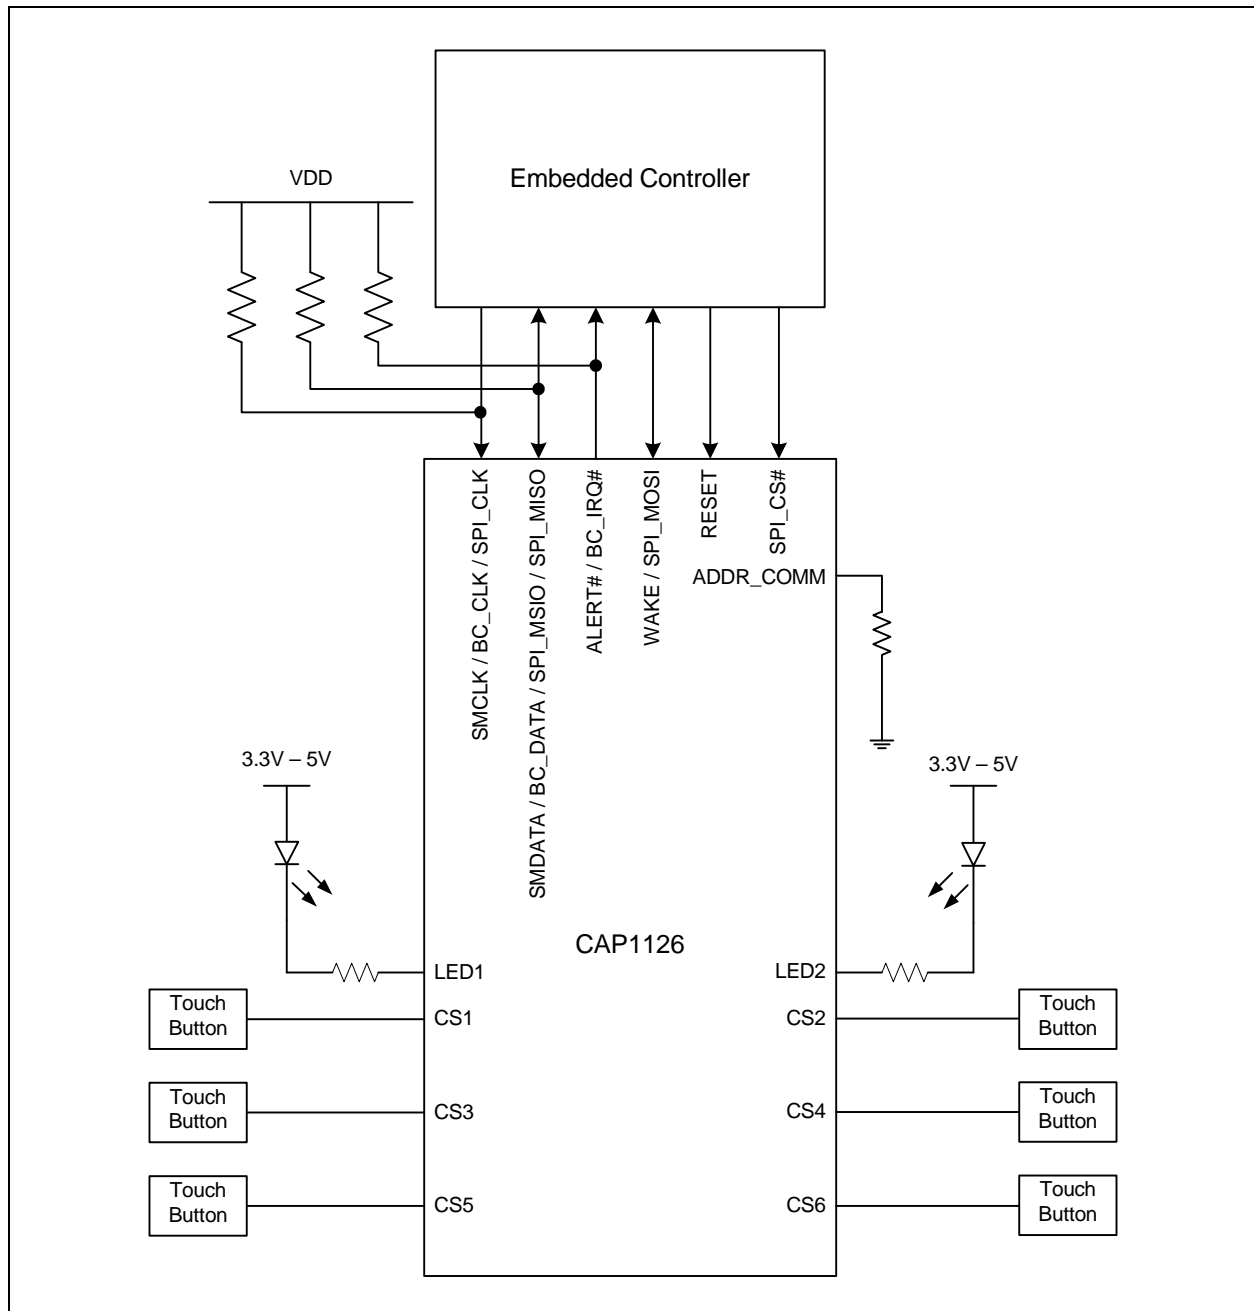 Embedded Controller
VDD
SMCLK / BC_CLK / SPI_CLK
SMDATA / BC_DATA / SPI_MSIO / SPI_MISO
ALERT# / BC_IRQ#
WAKE / SPI_MOSI
RESET
SPI_CS#
ADDR_COMM
3.3V – 5V
3.3V – 5V
CAP1126
LED1
LED2
Touch
Button
CS1
CS2
Touch
Button
Touch
Button
CS3
CS4
Touch
Button
Touch
Button
CS5
CS6
Touch
Button